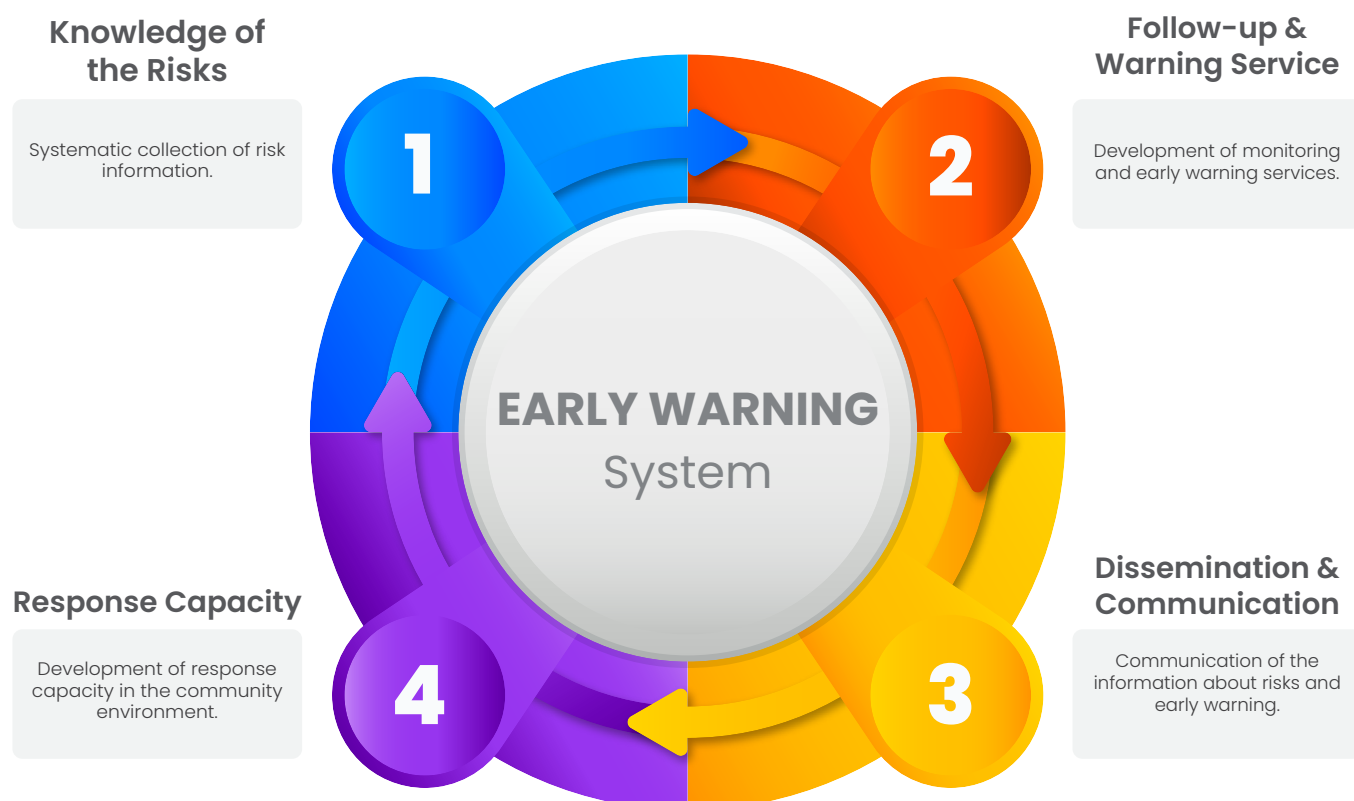 Knowledge of
the Risks
Systematic collection of risk
information.
1
Follow-up &
Warning Service
Development of monitoring
and early warning services.
2
EARLY WARNING
System
Response Capacity
Development of response
capacity in the community
environment.
4
Dissemination &
Communication
Communication of the
information about risks and
early warning.
3